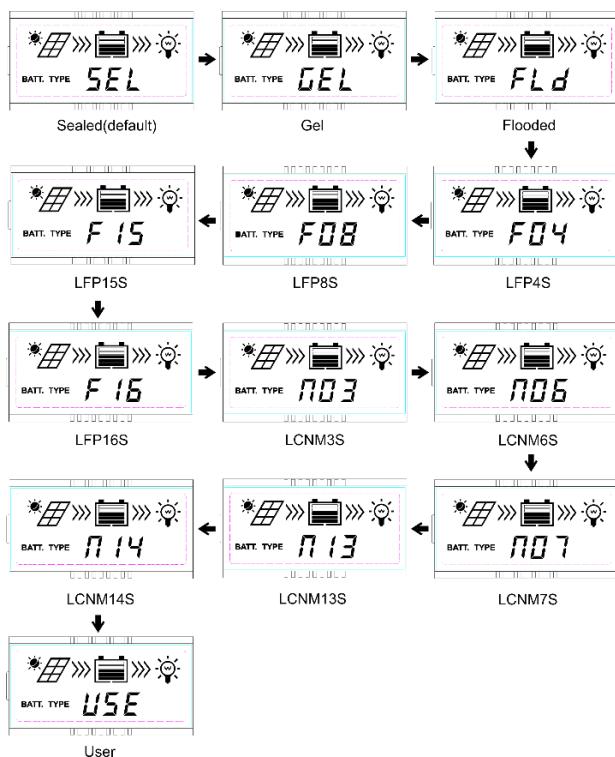 BATT. TYPE SEL
Sealed(default)
BATT. TYPE GEL
Gel
BATT. TYPE FLd
Flooded
BATT. TYPE F15
LFP15S
BATT. TYPE F08
LFP8S
BATT. TYPE F04
LFP4S
BATT. TYPE F16
LFP16S
BATT. TYPE N03
LCNM3S
BATT. TYPE N06
LCNM6S
BATT. TYPE N14
LCNM14S
BATT. TYPE N13
LCNM13S
BATT. TYPE N07
LCNM7S
BATT. TYPE USE
User